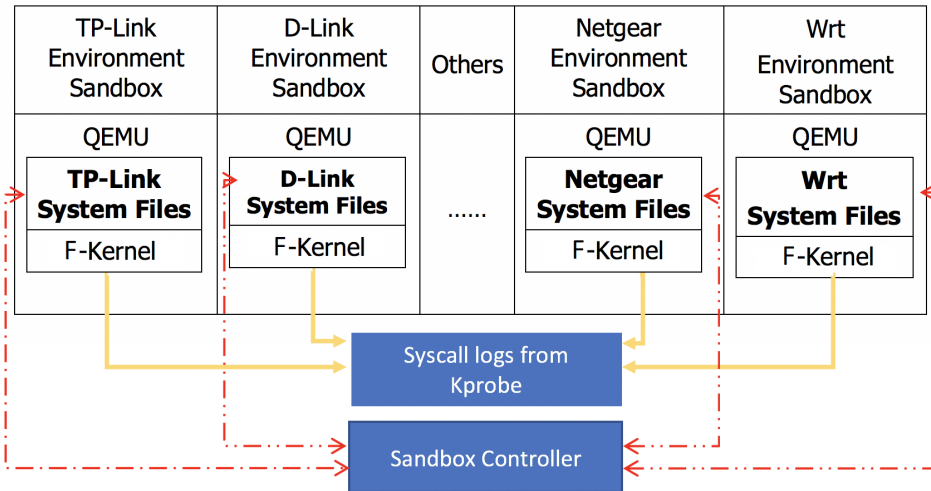 TP-Link
Environment
Sandbox
D-Link
Environment
Sandbox
Others
Netgear
Environment
Sandbox
Wrt
Environment
Sandbox
QEMU
TP-Link
System Files
F-Kernel
QEMU
D-Link
System Files
F-Kernel
......
QEMU
Netgear
System Files
F-Kernel
QEMU
Wrt
System Files
F-Kernel
Syscall logs from
Kprobe
Sandbox Controller